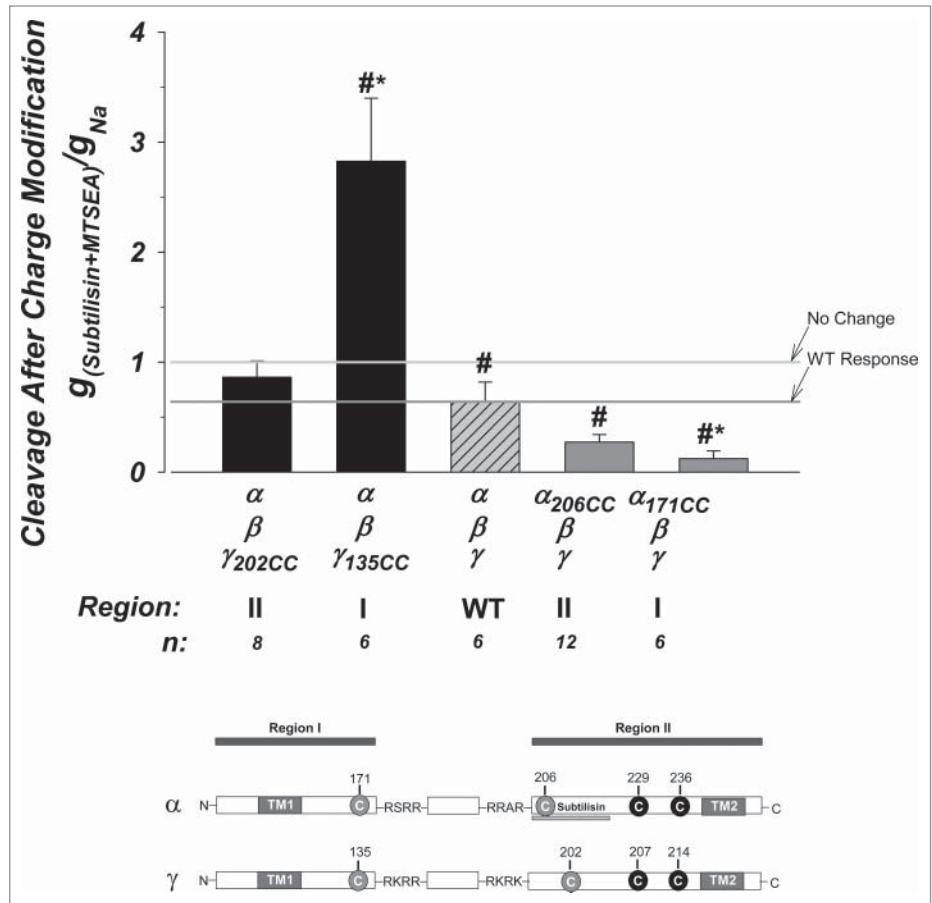 Cleavage After Charge Modification
g(Subtilisin+MTSEA)/gNa
4
3
2
1
0
#*
#
#
#*
No Change
WT Response
α α α α206CC α171CC
β β β β β
γ202CC γ135CC γ γ γ
Region: II I WT II I
n: 8 6 6 12 6
Region I Region II
171 206 229 236
α N TM1 C RSRR RRAR C Subtilisin C C TM2 C
135 202 207 214
γ N TM1 C RKRR RKRK C C C TM2 C